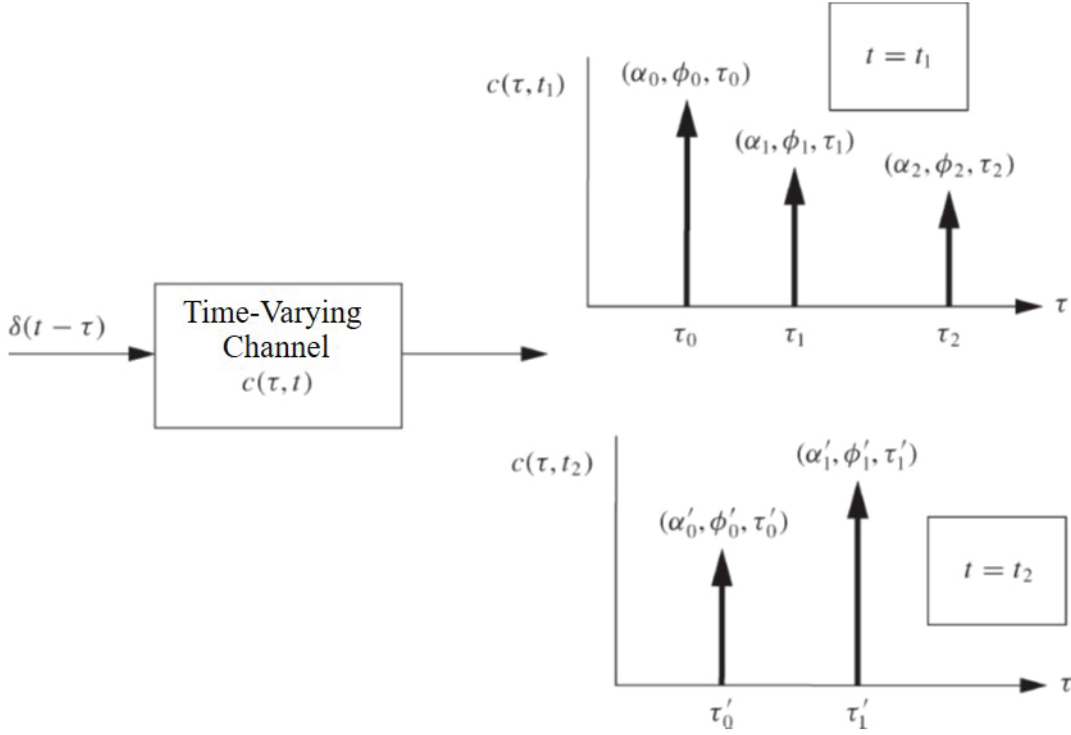 δ(t − τ)
Time-Varying
Channel
c(τ, t)
c(τ, t₁)
(α₀, ϕ₀, τ₀)
(α₁, ϕ₁, τ₁)
(α₂, ϕ₂, τ₂)
t = t₁
τ₀
τ₁
τ₂
τ
c(τ, t₂)
(α′₀, ϕ′₀, τ′₀)
(α′₁, ϕ′₁, τ′₁)
t = t₂
τ′₀
τ′₁
τ